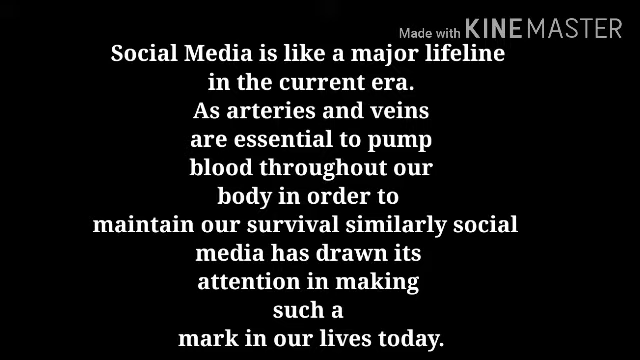 Made with KINEMASTER
Social Media is like a major lifeline
in the current era.
As arteries and veins
are essential to pump
blood throughout our
body in order to
maintain our survival similarly social
media has drawn its
attention in making
such a
mark in our lives today.